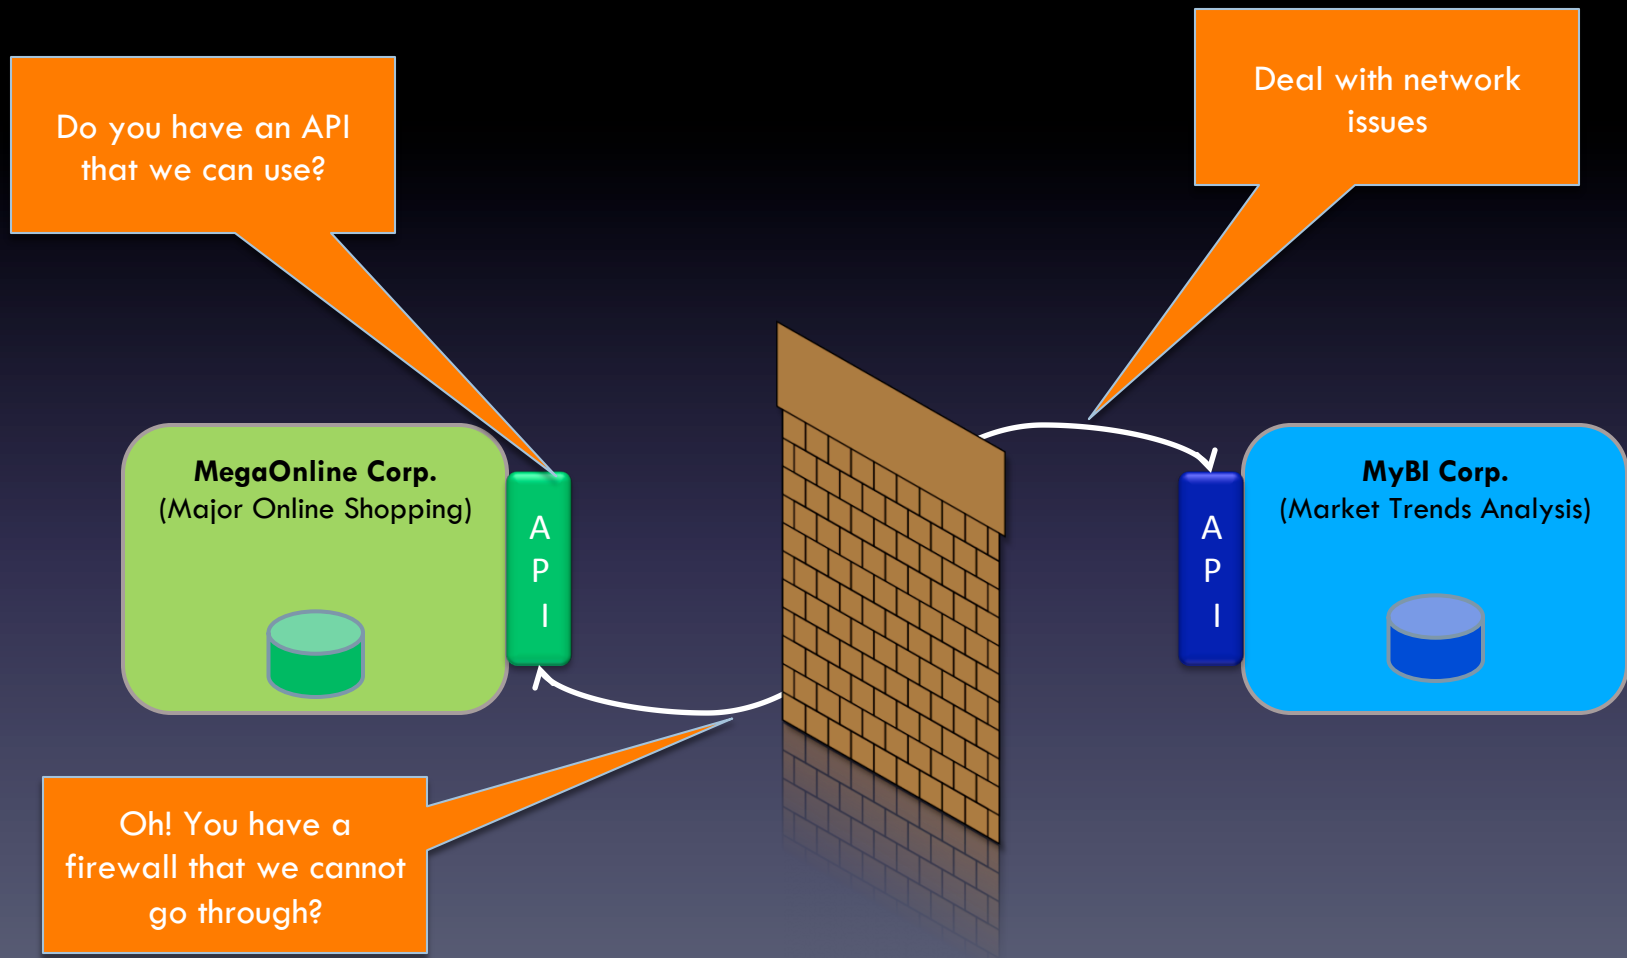 Do you have an API
that we can use?
Deal with network
issues
MegaOnline Corp.
(Major Online Shopping)
A
P
I
A
P
I
MyBI Corp.
(Market Trends Analysis)
Oh! You have a
firewall that we cannot
go through?